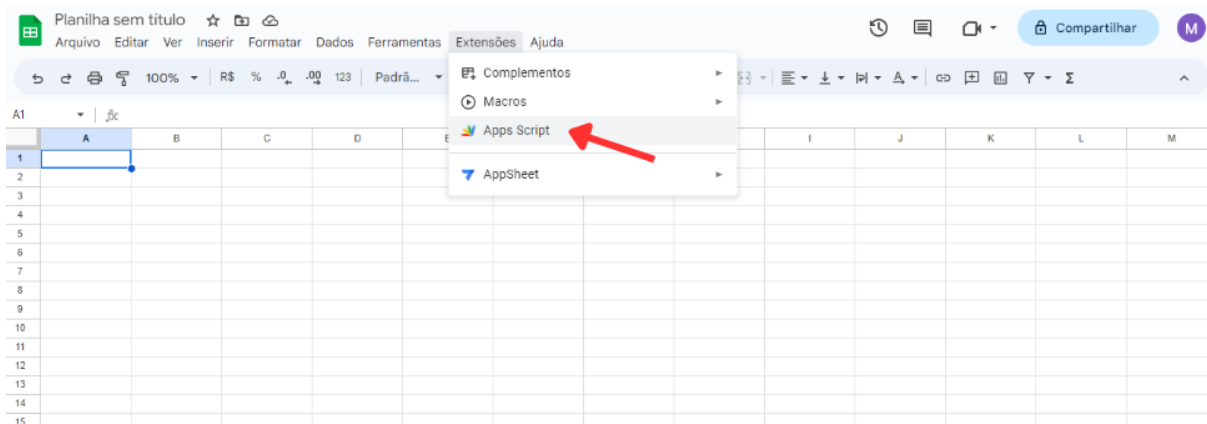 Planilha sem título
Arquivo Editar Ver Inserir Formatar Dados Ferramentas Extensões Ajuda
Compartilhar
M
100% R$ % .0 .00 123 Padrã...
Complementos
Macros
Apps Script
AppSheet
A1 fx
A B C D E I J K L M
1
2
3
4
5
6
7
8
9
10
11
12
13
14
15